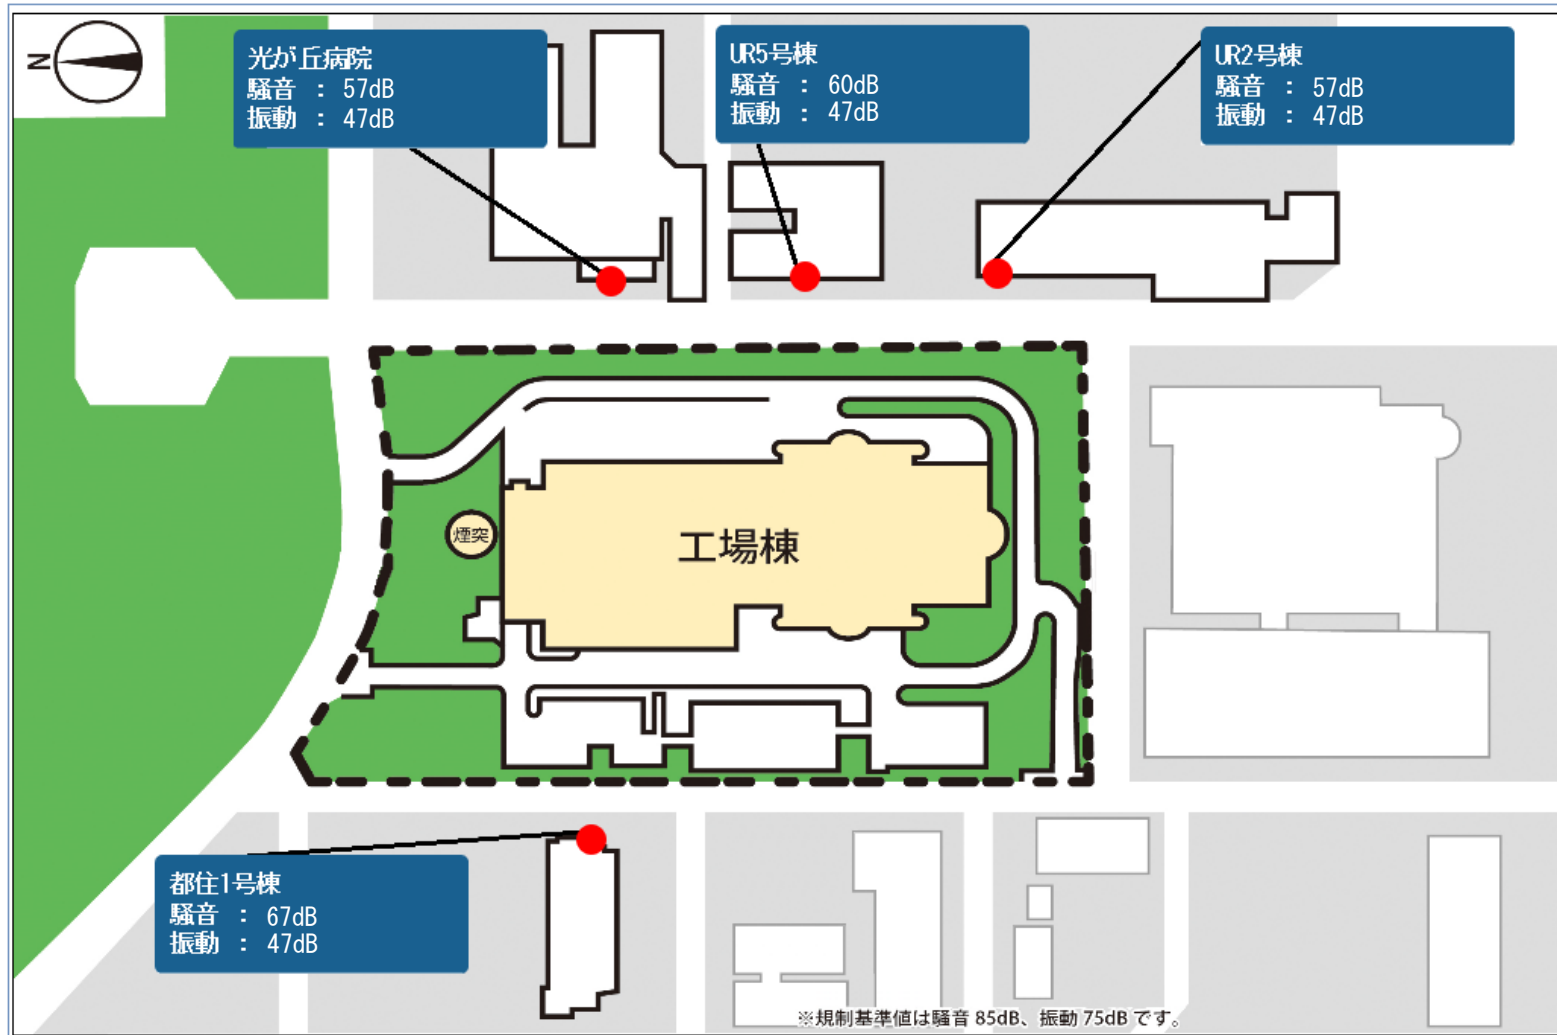 N
光が丘病院
騒音 : 57dB
振動 : 47dB
UR5号棟
騒音 : 60dB
振動 : 47dB
UR2号棟
騒音 : 57dB
振動 : 47dB
煙突
工場棟
都住1号棟
騒音 : 67dB
振動 : 47dB
※規制基準値は騒音 85dB、振動 75dB です。